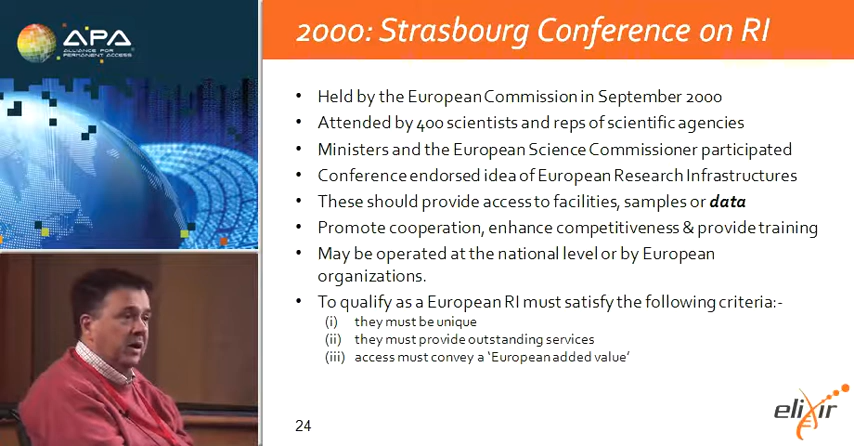 APA
ALLIANCE FOR
PERMANENT ACCESS
2000: Strasbourg Conference on RI
• Held by the European Commission in September 2000
• Attended by 400 scientists and reps of scientific agencies
• Ministers and the European Science Commissioner participated
• Conference endorsed idea of European Research Infrastructures
• These should provide access to facilities, samples or data
• Promote cooperation, enhance competitiveness & provide training
• May be operated at the national level or by European
organizations.
• To qualify as a European RI must satisfy the following criteria:-
(i) they must be unique
(ii) they must provide outstanding services
(iii) access must convey a ‘European added value’
24
elixir